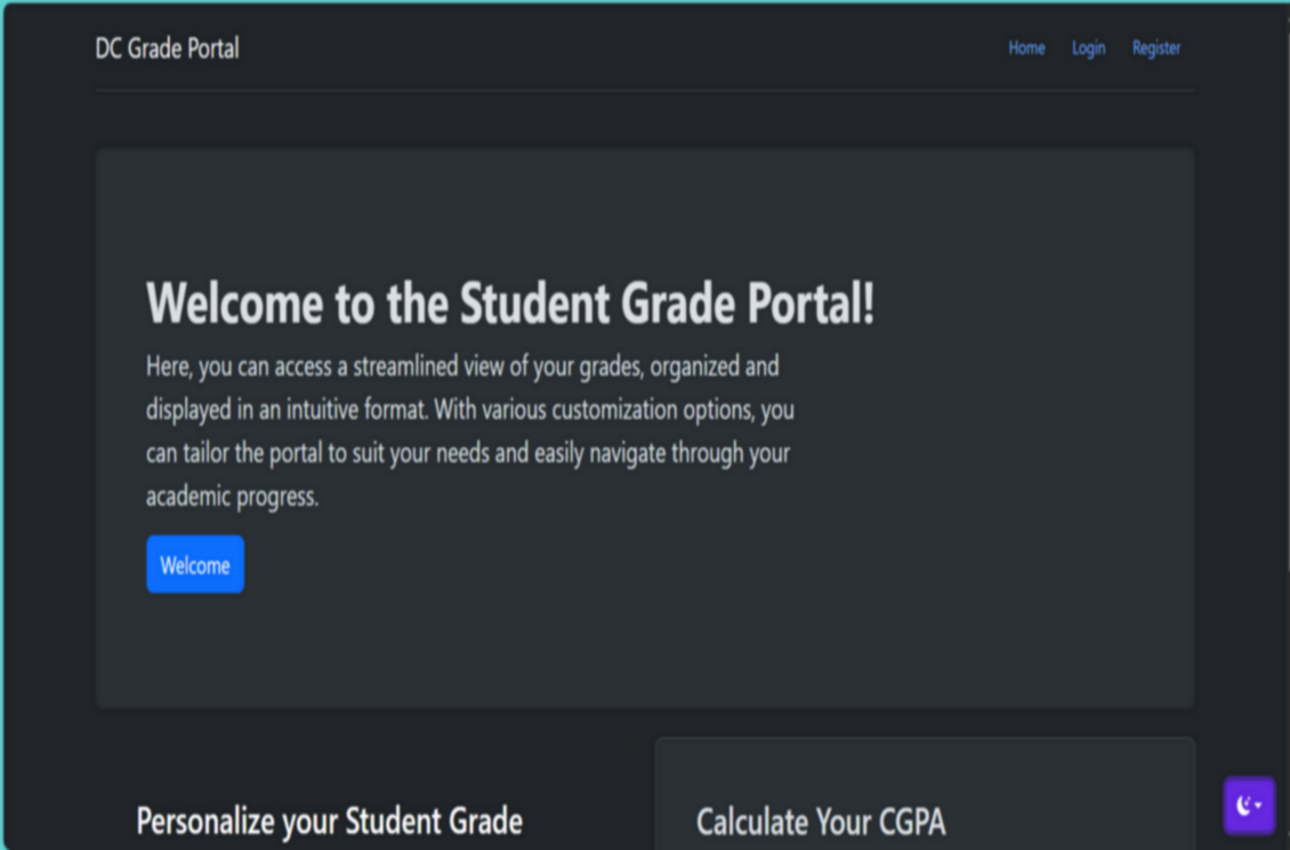 DC Grade Portal
Home Login Register
Welcome to the Student Grade Portal!
Here, you can access a streamlined view of your grades, organized and
displayed in an intuitive format. With various customization options, you
can tailor the portal to suit your needs and easily navigate through your
academic progress.
Welcome
Personalize your Student Grade
Calculate Your CGPA